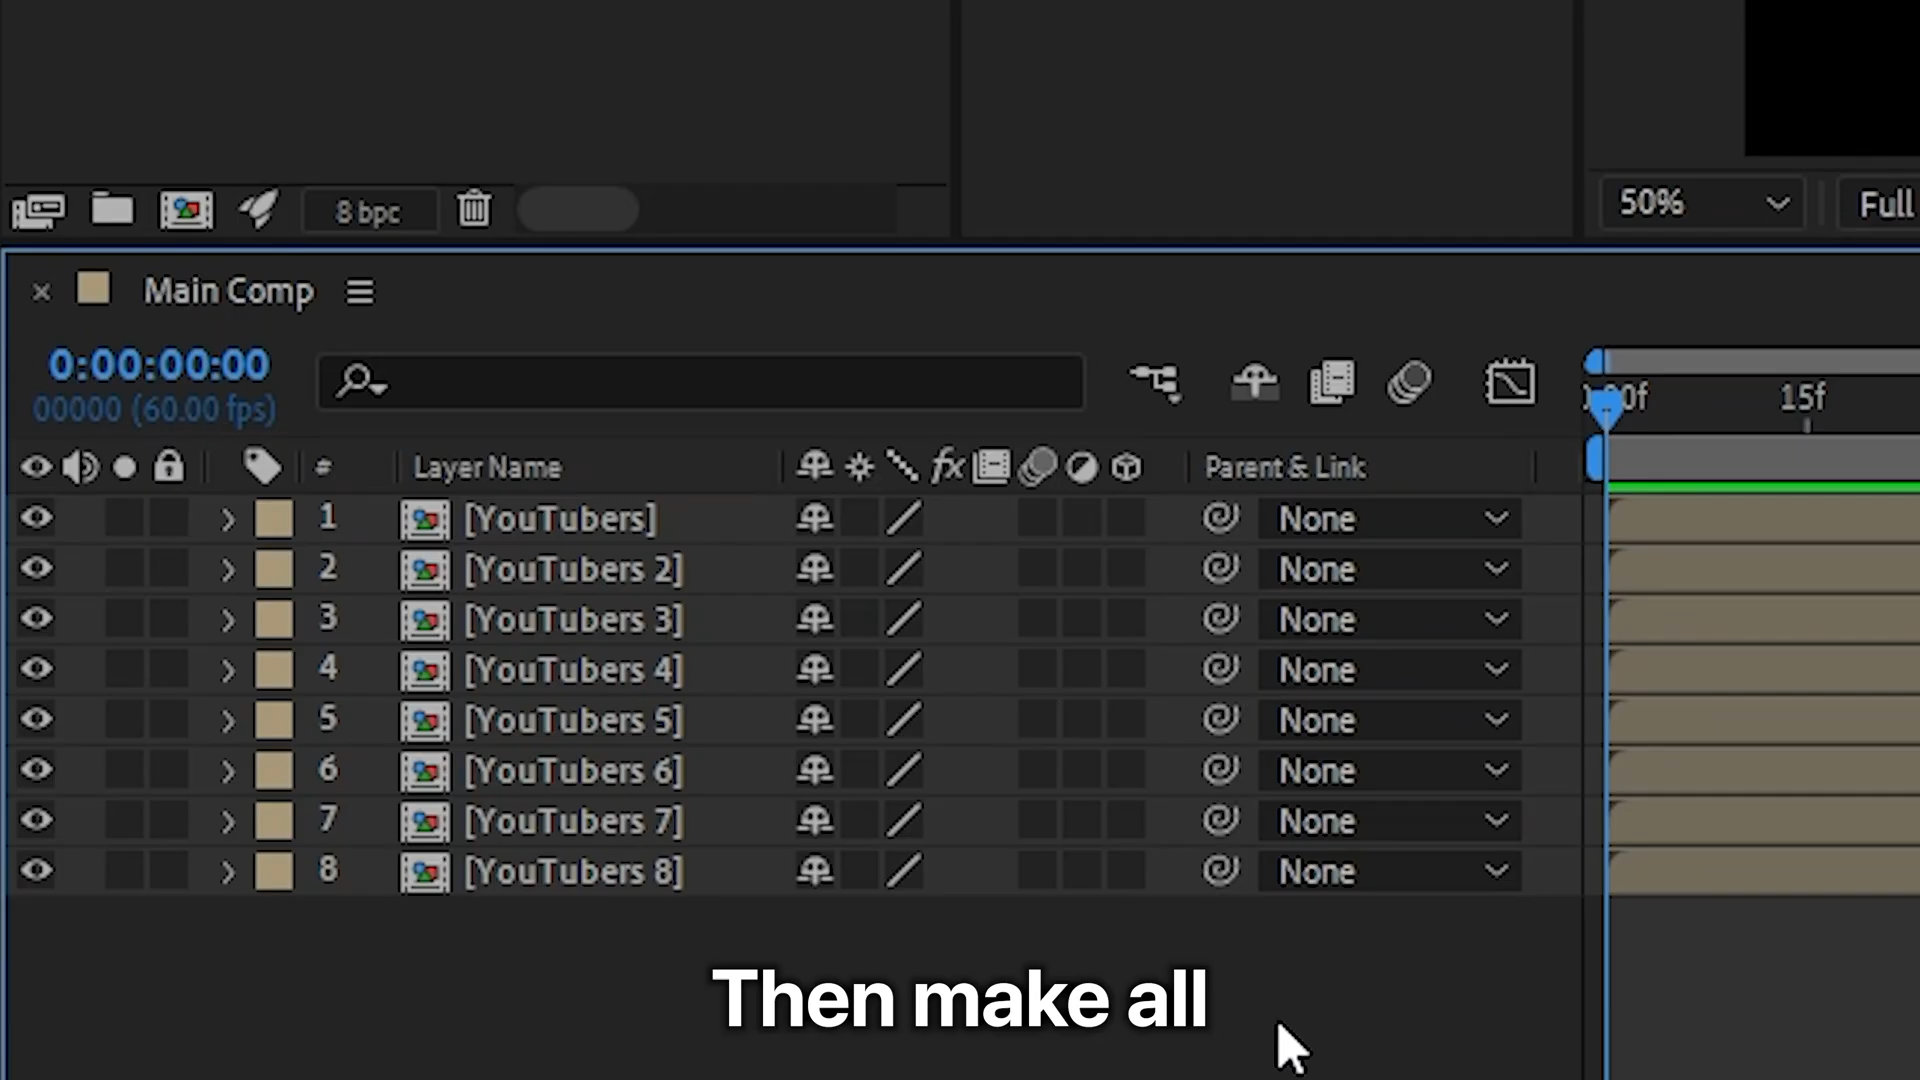 8 bpc
50%
Full
Main Comp
0:00:00:00
00000 (60.00 fps)
00f
15f
# Layer Name fx Parent & Link
1 [YouTubers] None
2 [YouTubers 2] None
3 [YouTubers 3] None
4 [YouTubers 4] None
5 [YouTubers 5] None
6 [YouTubers 6] None
7 [YouTubers 7] None
8 [YouTubers 8] None
Then make all